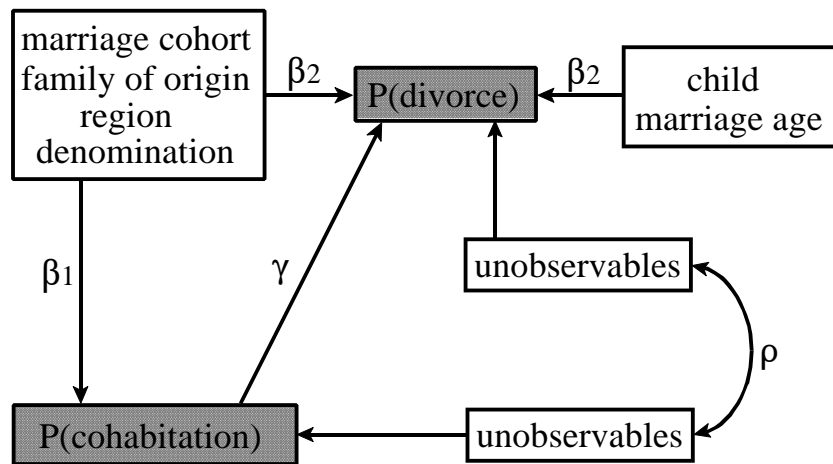 marriage cohort
family of origin
region
denomination
β2
P(divorce)
β2
child
marriage age
β1
γ
unobservables
ρ
P(cohabitation)
unobservables